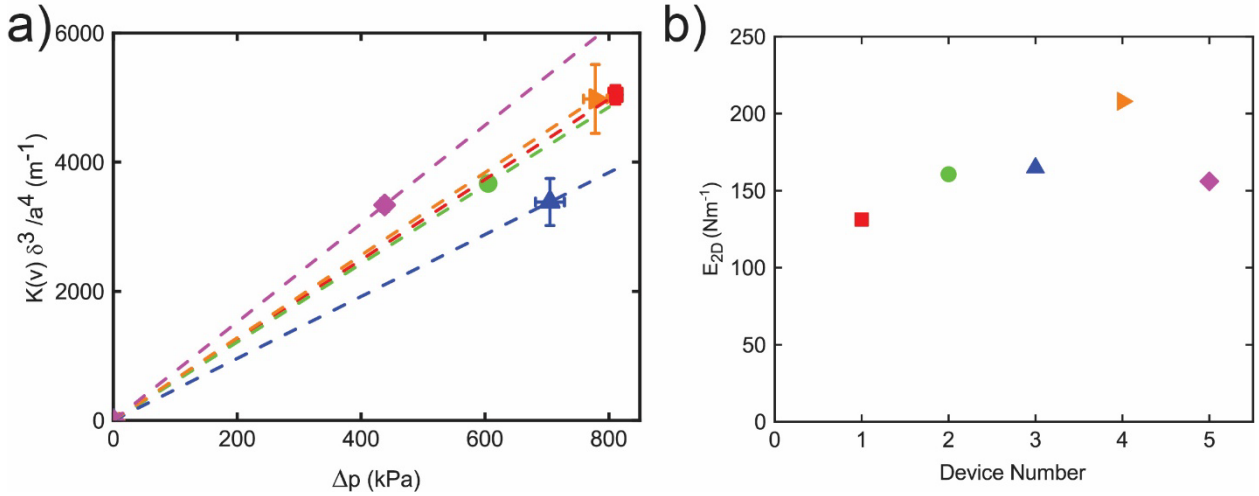 a)
6000
4000
2000
0
K(v) δ³/a⁴ (m⁻¹)
0 200 400 600 800
Δp (kPa)
b)
250
200
150
100
50
0
E₂D (Nm⁻¹)
0 1 2 3 4 5
Device Number